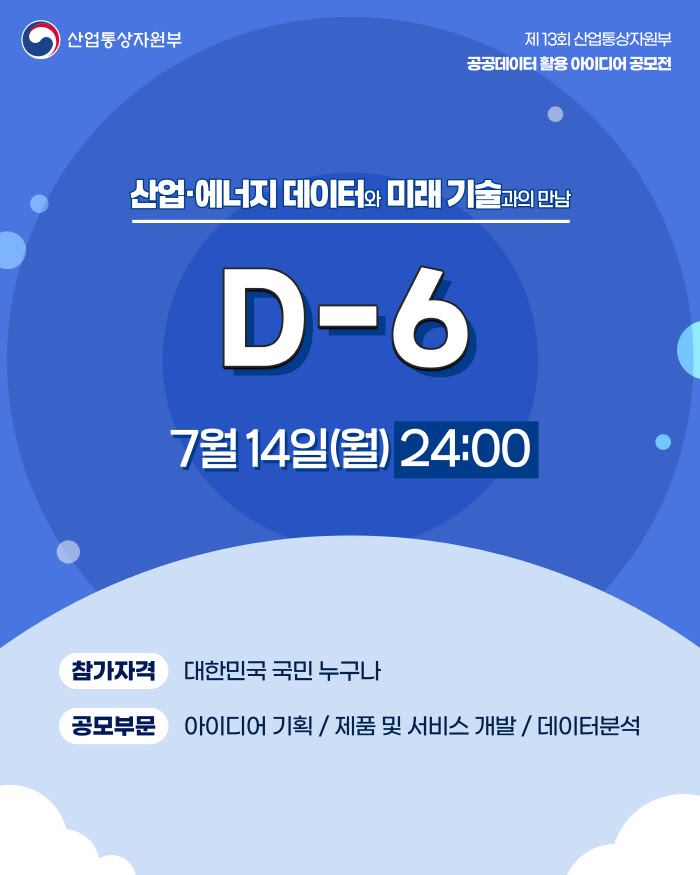 산업통상자원부
제 13회 산업통상자원부
공공데이터 활용 아이디어 공모전
산업·에너지 데이터와 미래 기술과의 만남
D-6
7월 14일(월) 24:00
참가자격 대한민국 국민 누구나
공모부문 아이디어 기획 / 제품 및 서비스 개발 / 데이터분석